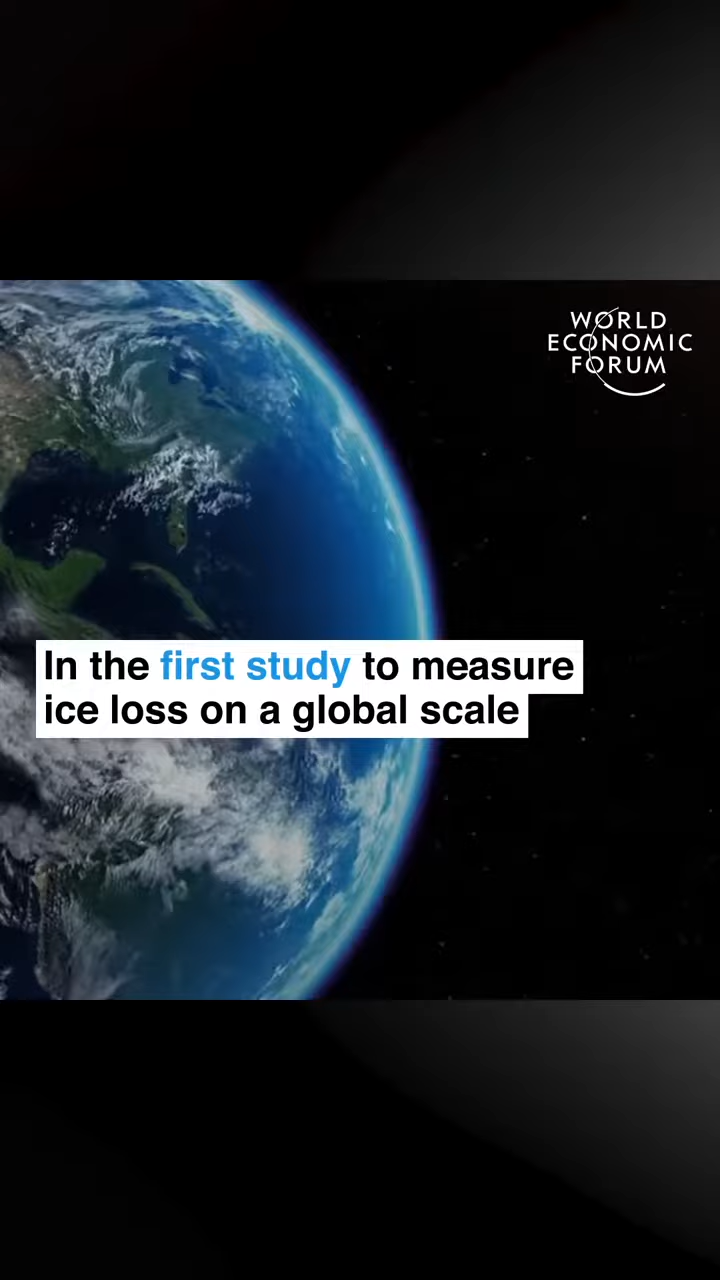 WORLD
ECONOMIC
FORUM
In the first study to measure
ice loss on a global scale